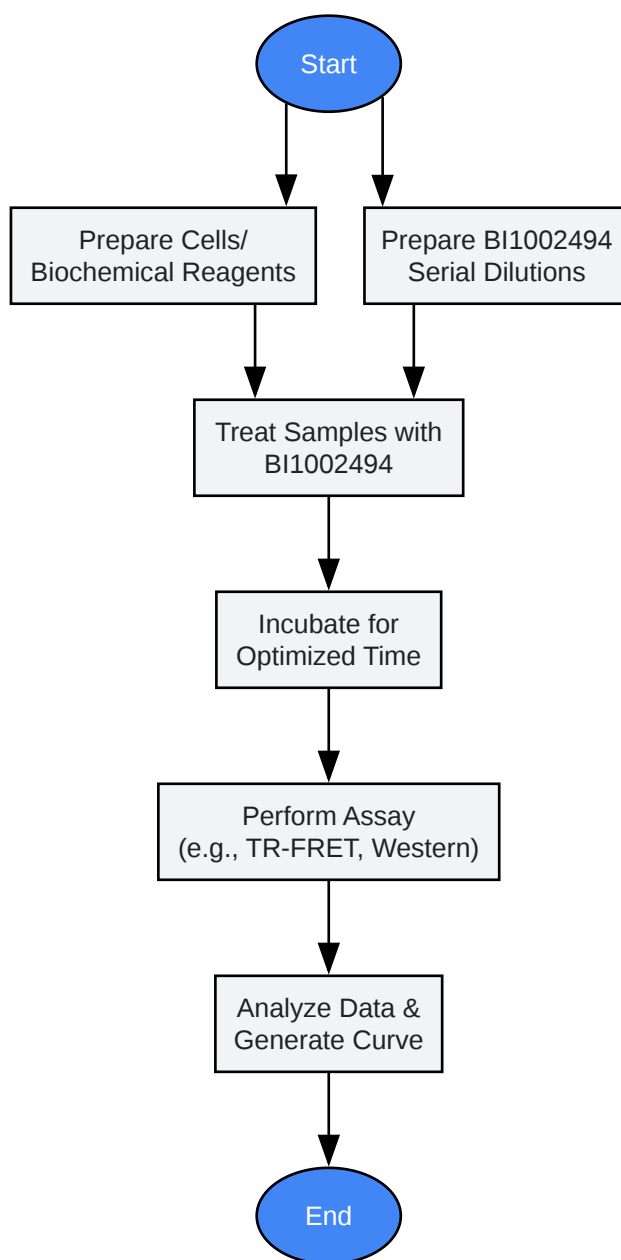 Start
Prepare Cells/
Biochemical Reagents
Prepare BI1002494
Serial Dilutions
Treat Samples with
BI1002494
Incubate for
Optimized Time
Perform Assay
(e.g., TR-FRET, Western)
Analyze Data &
Generate Curve
End